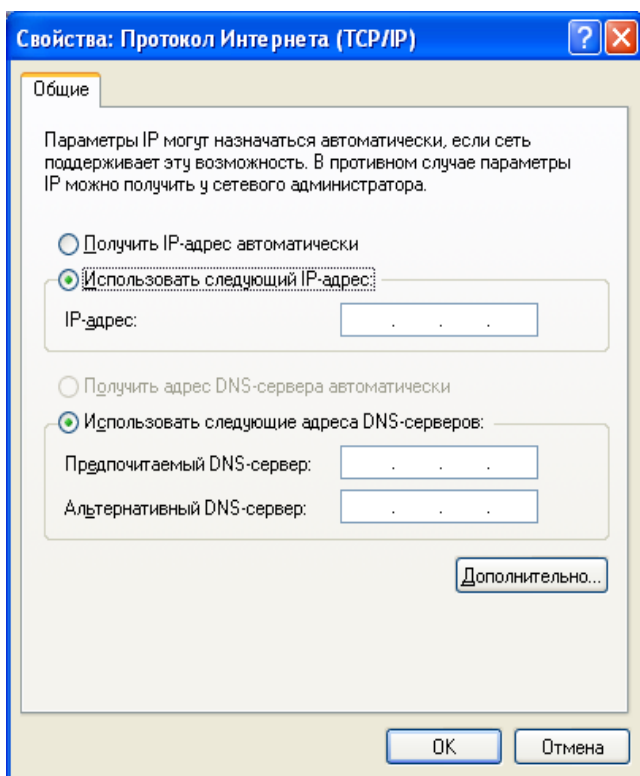 Свойства: Протокол Интернета (TCP/IP)
Общие
Параметры IP могут назначаться автоматически, если сеть
поддерживает эту возможность. В противном случае параметры
IP можно получить у сетевого администратора.
Получить IP-адрес автоматически
Использовать следующий IP-адрес:
IP-адрес:
Получить адрес DNS-сервера автоматически
Использовать следующие адреса DNS-серверов:
Предпочитаемый DNS-сервер:
Альтернативный DNS-сервер:
Дополнительно...
OK Отмена